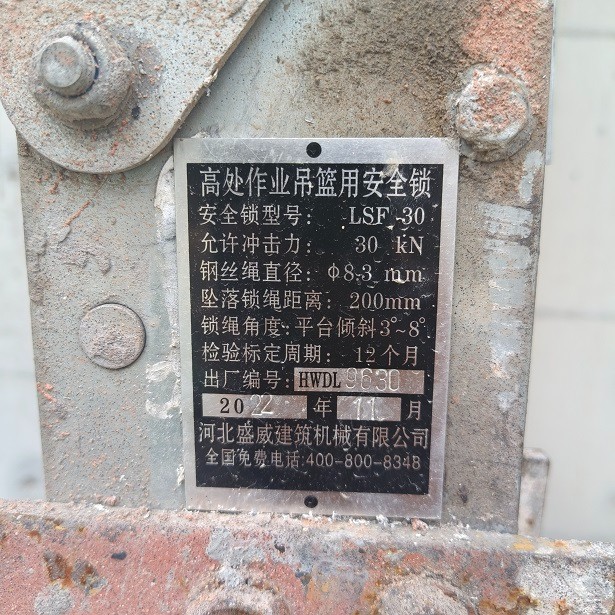 高处作业吊篮用安全锁
安全锁型号: LSF 30
允许冲击力: 30 kN
钢丝绳直径: Φ8.3 mm
坠落锁绳距离: 200mm
锁绳角度: 平台倾斜3°~8°
检验标定周期: 12个月
出厂编号: HWDL 9630
2022 年 11 月
河北盛威建筑机械有限公司
全国免费电话:400-800-8348